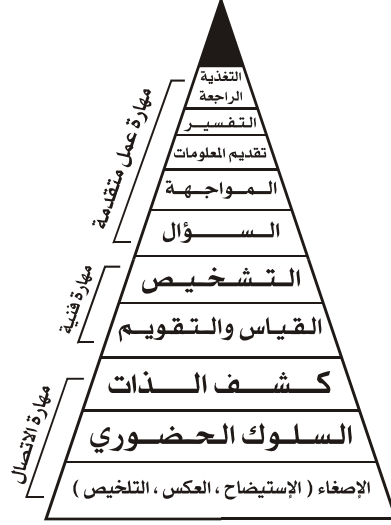 التغذية
الراجعة
التفسير
تقديم المعلومات
المواجهة
السؤال
التشخيص
القياس والتقويم
كشف الذات
السلوك الحضوري
الإصغاء ( الإستيضاح ، العكس ، التلخيص )
مهارة عمل متقدمة
مهارة فنية
مهارة الاتصال